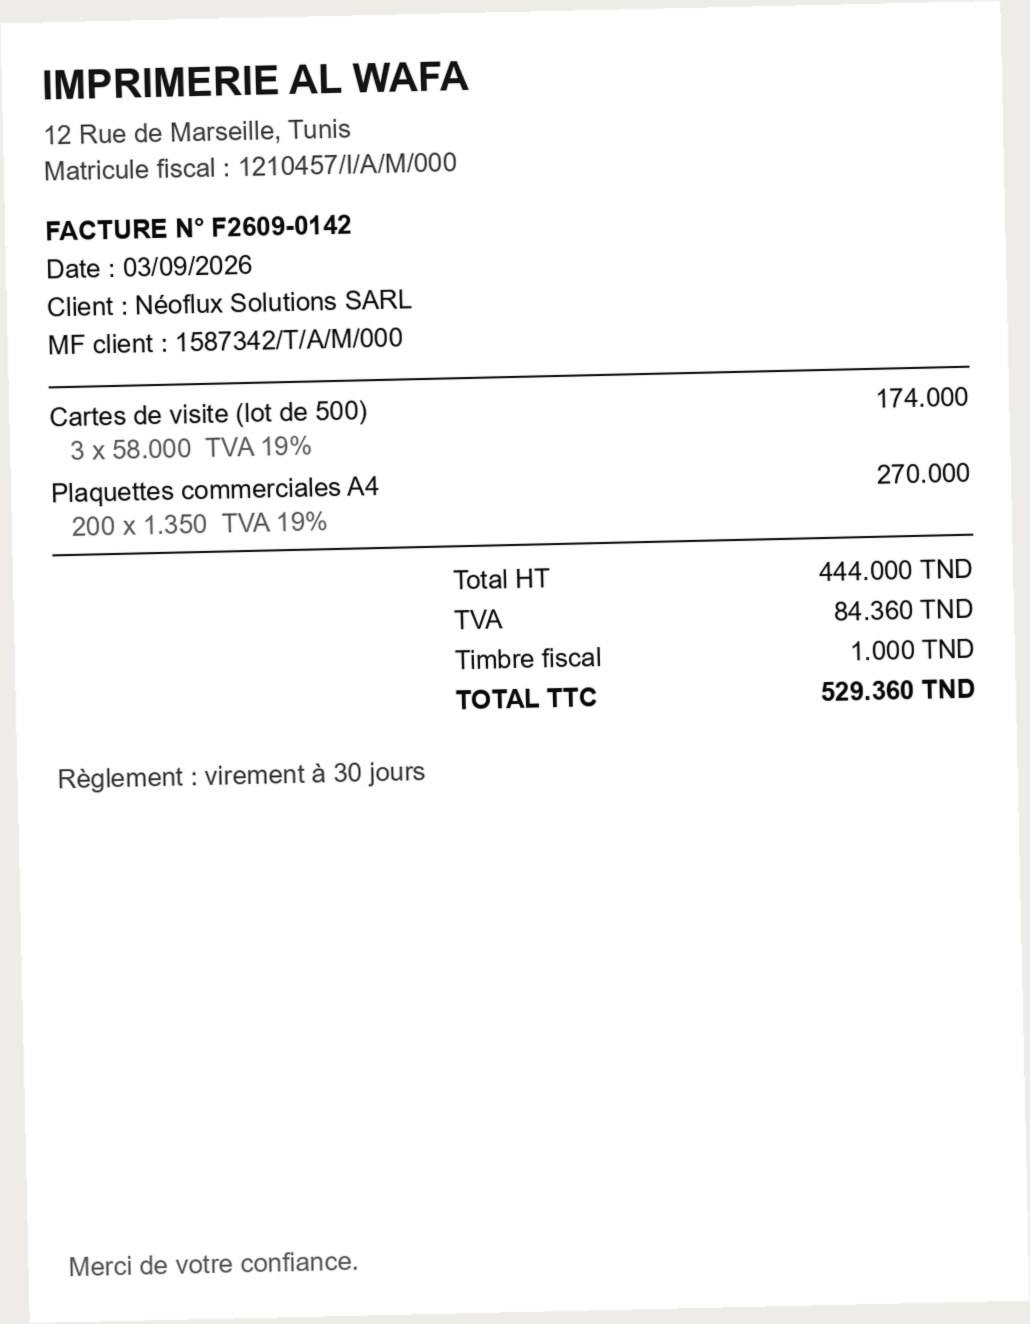 IMPRIMERIE AL WAFA
12 Rue de Marseille, Tunis
Matricule fiscal : 1210457/I/A/M/000
FACTURE N° F2609-0142
Date : 03/09/2026
Client : Néoflux Solutions SARL
MF client : 1587342/T/A/M/000
Cartes de visite (lot de 500) 174.000
3 x 58.000 TVA 19%
Plaquettes commerciales A4 270.000
200 x 1.350 TVA 19%
Total HT 444.000 TND
TVA 84.360 TND
Timbre fiscal 1.000 TND
TOTAL TTC 529.360 TND
Règlement : virement à 30 jours
Merci de votre confiance.